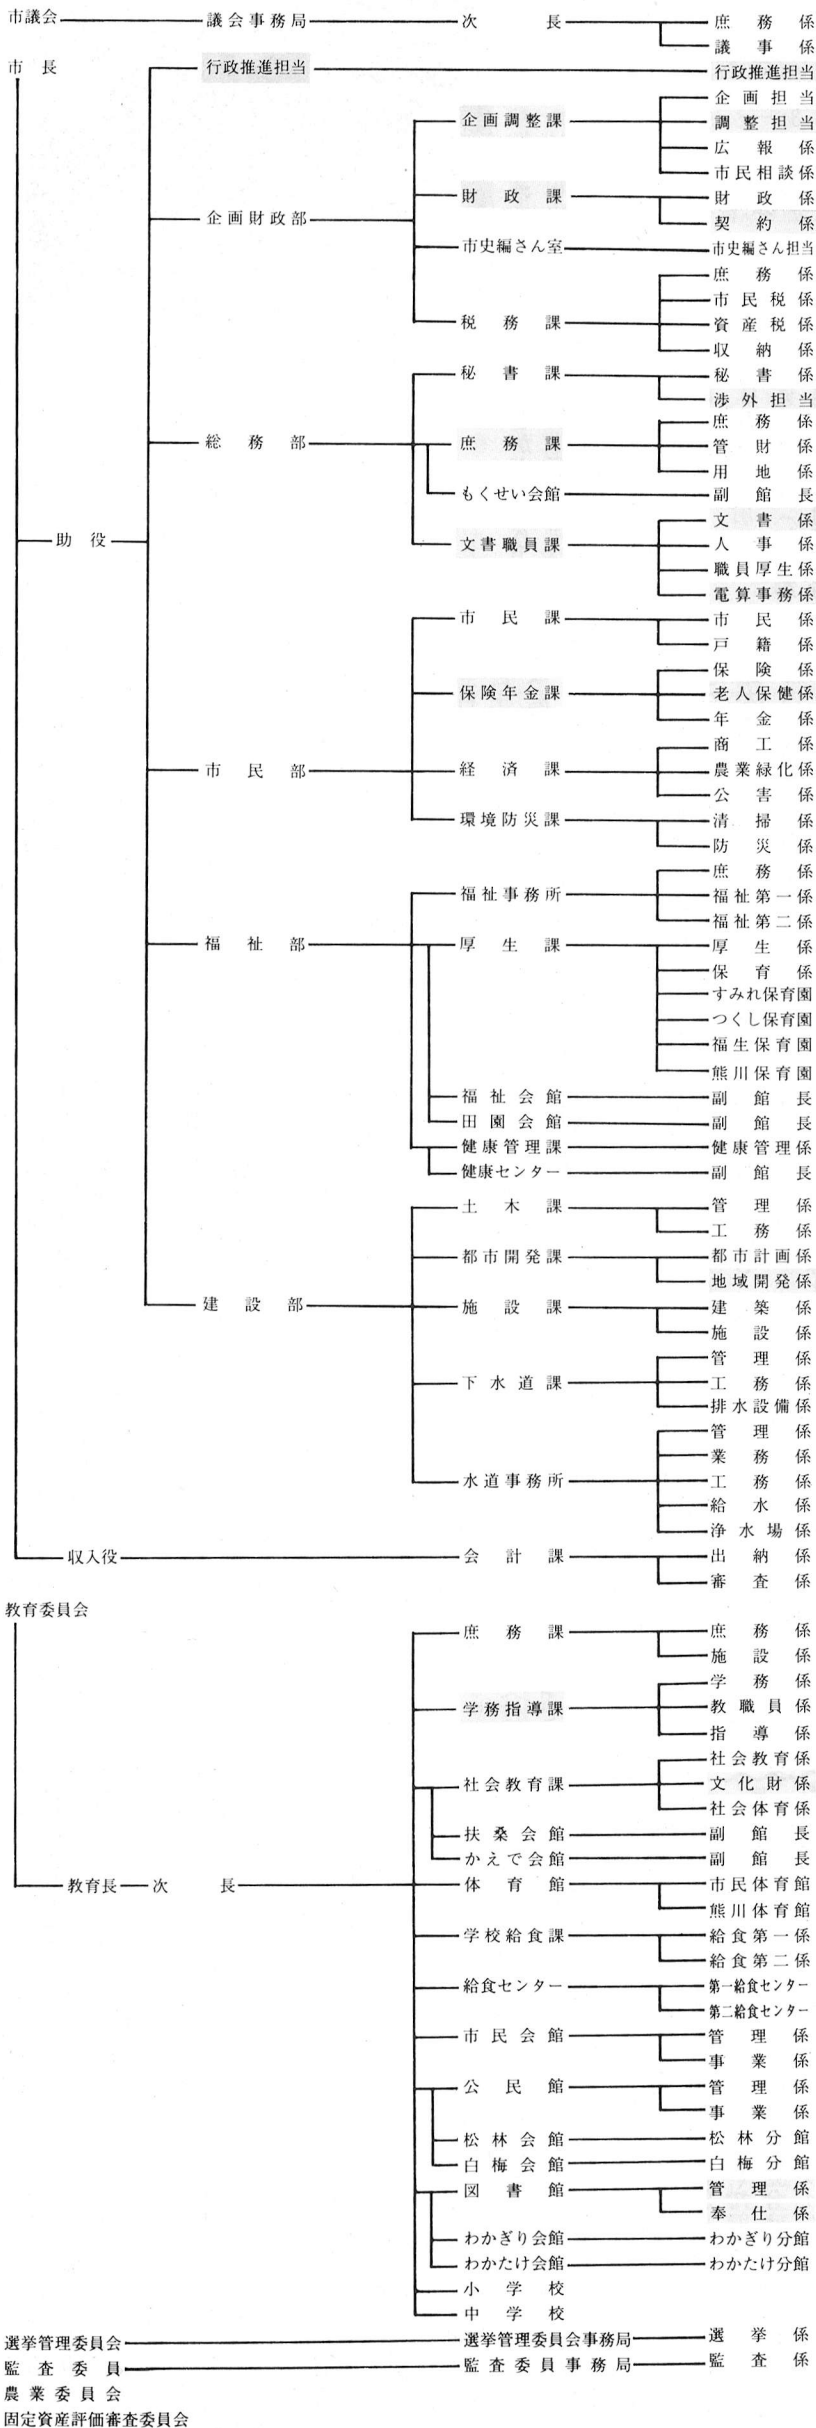 市議会 議会事務局 次長 庶務係
議事係
市長 行政推進担当 行政推進担当
企画担当
企画調整課 調整担当
広報係
市民相談係
財政課 財政係
企画財政部 契約係
市史編さん室 市史編さん担当
庶務係
市民税係
税務課 資産税係
収納係
秘書課 秘書係
渉外担当
庶務係
総務部 庶務課 管財係
用地係
もくせい会館 副館長
文書係
助役 文書職員課 人事係
職員厚生係
電算事務係
市民課 市民係
戸籍係
保険係
保険年金課 老人保健係
年金係
商工係
市民部 経済課 農業緑化係
公害係
環境防災課 清掃係
防災係
庶務係
福祉事務所 福祉第一係
福祉第二係
福祉部 厚生課 厚生係
保育係
すみれ保育園
つくし保育園
福生保育園
熊川保育園
福祉会館 副館長
田園会館 副館長
健康管理課 健康管理係
健康センター 副館長
土木課 管理係
工務係
都市開発課 都市計画係
地域開発係
建設部 施設課 建築係
施設係
管理係
下水道課 工務係
排水設備係
管理係
業務係
水道事務所 工務係
給水係
浄水場係
収入役 会計課 出納係
審査係
教育委員会
庶務課 庶務係
施設係
学務係
学務指導課 教職員係
指導係
社会教育係
社会教育課 文化財係
社会体育係
扶桑会館 副館長
かえで会館 副館長
教育長 次長 体育館 市民体育館
熊川体育館
学校給食課 給食第一係
給食第二係
給食センター 第一給食センター
第二給食センター
市民会館 管理係
事業係
公民館 管理係
事業係
松林会館 松林分館
白梅会館 白梅分館
図書館 管理係
奉仕係
わかぎり会館 わかぎり分館
わかたけ会館 わかたけ分館
小学校
中学校
選挙管理委員会 選挙管理委員会事務局 選挙係
監査委員 監査委員事務局 監査係
農業委員会
固定資産評価審査委員会